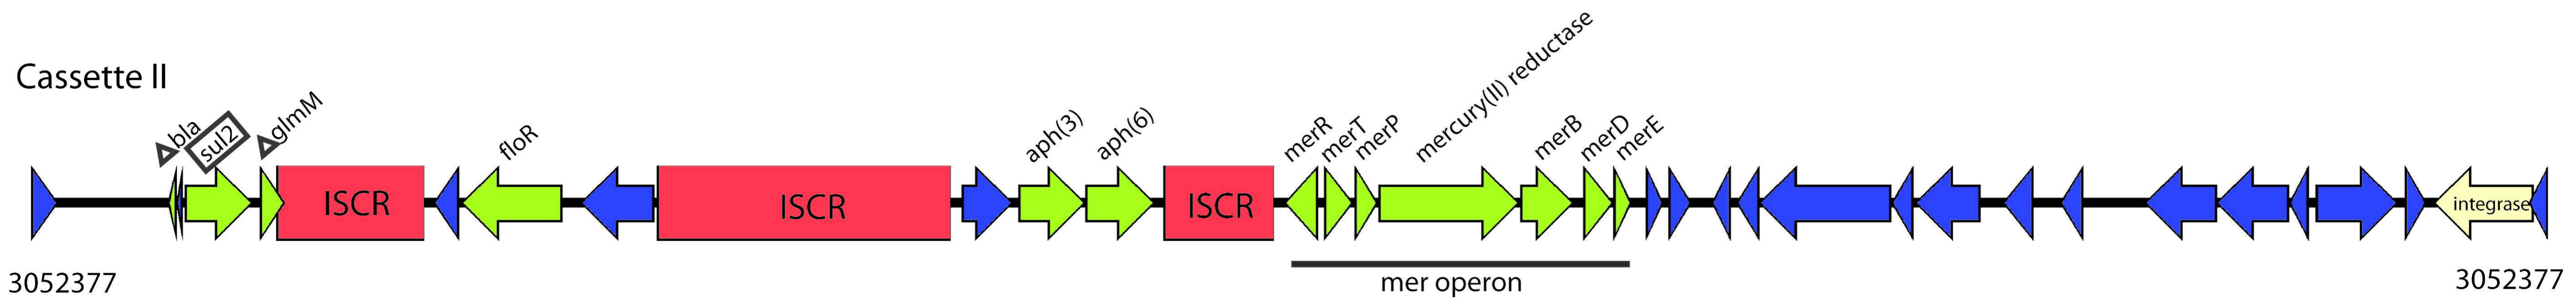 Cassette II
Δbla
sul2
ΔglmM
floR
aph(3)
aph(6)
merR
merT
merP
mercury(II) reductase
merB
merD
merE
ISCR
ISCR
ISCR
integrase
mer operon
3052377
3052377